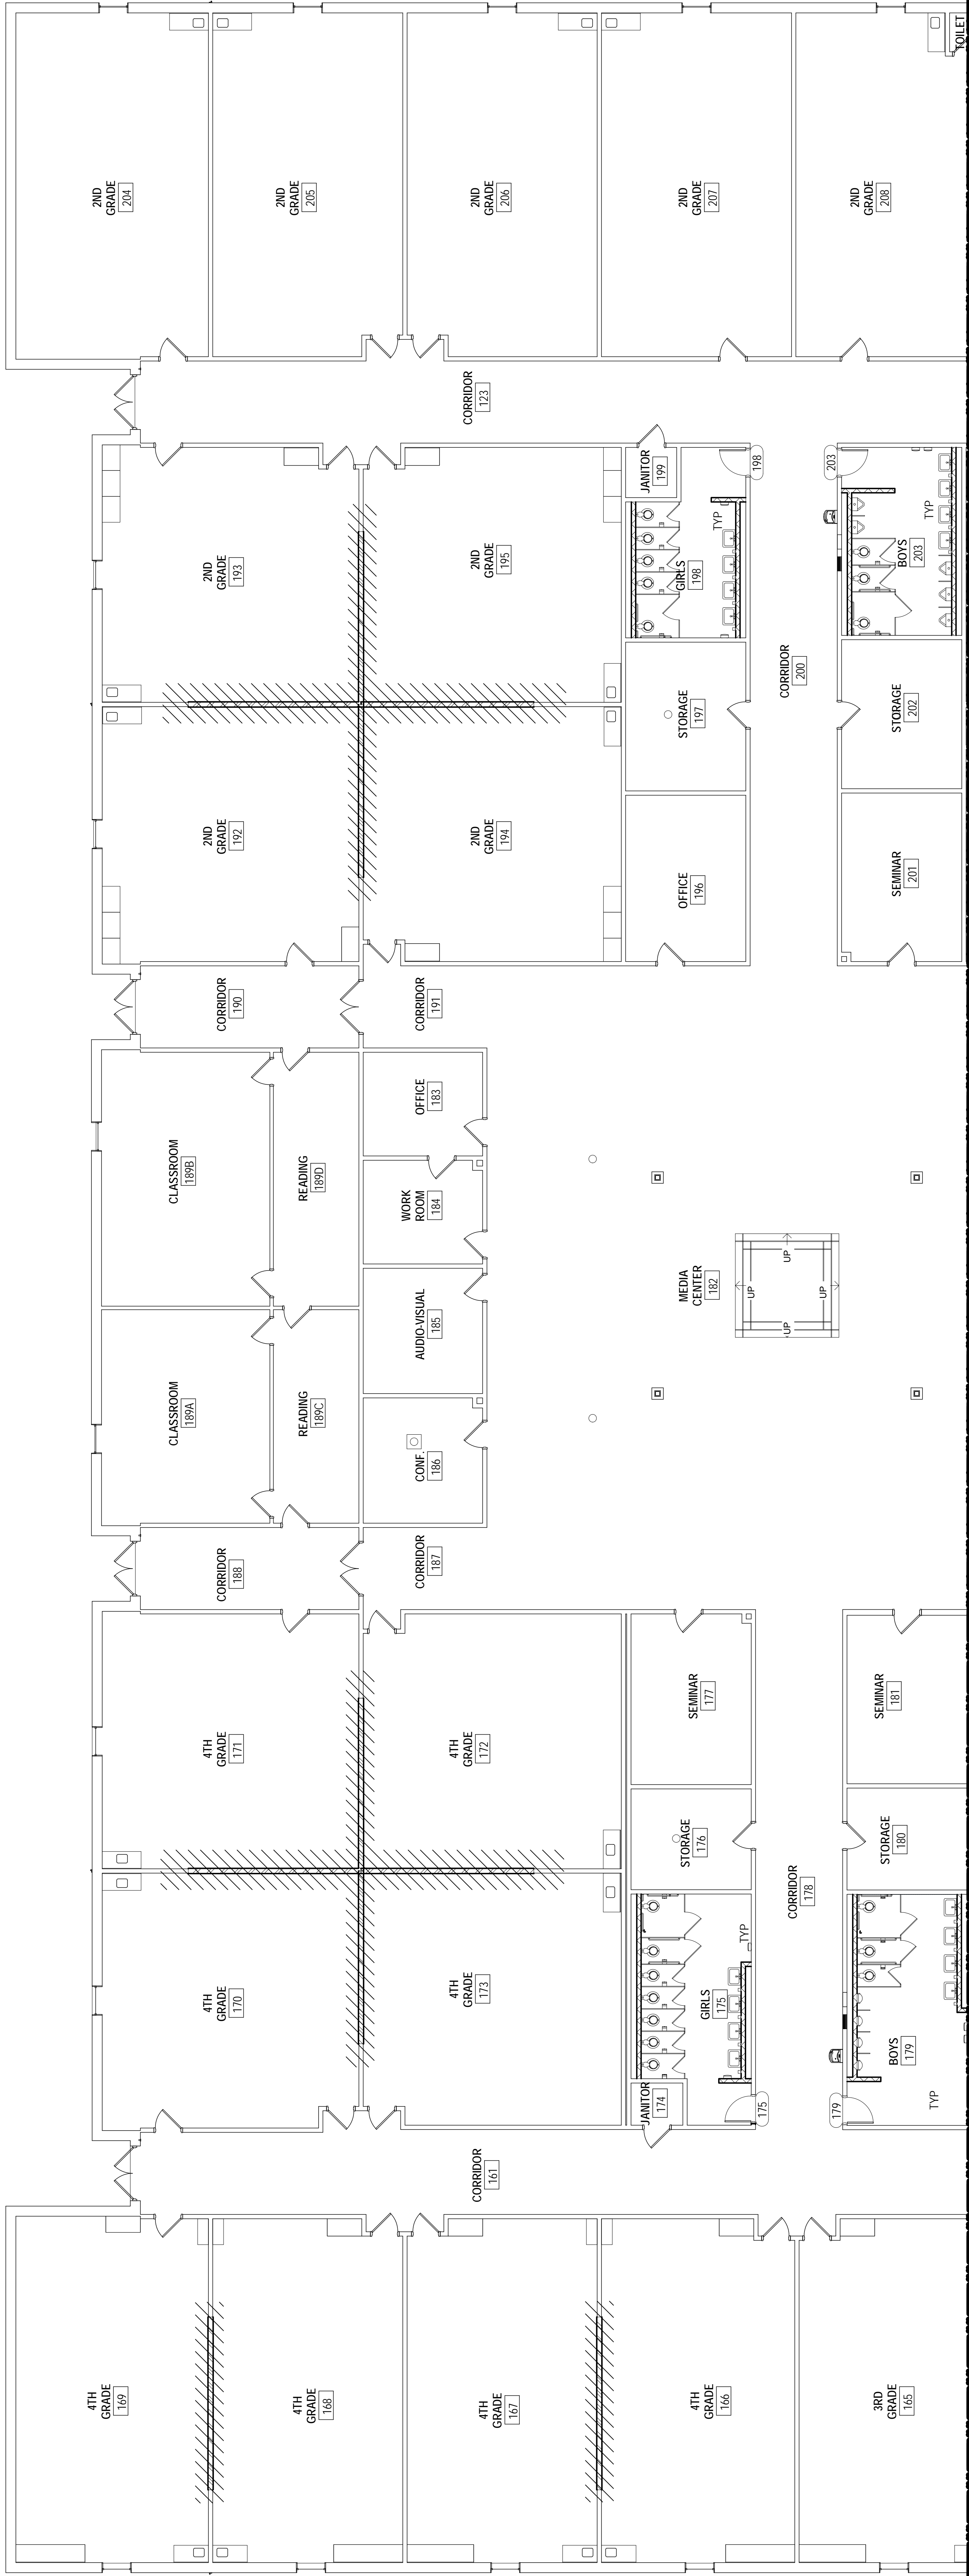 TOILET
2ND
GRADE
204
2ND
GRADE
205
2ND
GRADE
206
2ND
GRADE
207
2ND
GRADE
208
CORRIDOR
123
2ND
GRADE
193
2ND
GRADE
195
JANITOR
199
GIRLS
198
TYP
198
203
BOYS
203
TYP
STORAGE
197
CORRIDOR
200
STORAGE
202
2ND
GRADE
192
2ND
GRADE
194
OFFICE
196
SEMINAR
201
CORRIDOR
190
CORRIDOR
191
CLASSROOM
189B
READING
189D
OFFICE
183
WORK
ROOM
184
AUDIO-VISUAL
185
MEDIA
CENTER
182
UP
UP
UP
UP
CLASSROOM
189A
READING
189C
CONF.
186
CORRIDOR
188
CORRIDOR
187
4TH
GRADE
171
4TH
GRADE
172
SEMINAR
177
SEMINAR
181
STORAGE
176
STORAGE
180
CORRIDOR
178
4TH
GRADE
170
4TH
GRADE
173
GIRLS
175
TYP
JANITOR
174
175
179
BOYS
179
TYP
CORRIDOR
161
4TH
GRADE
169
4TH
GRADE
168
4TH
GRADE
167
4TH
GRADE
166
3RD
GRADE
165